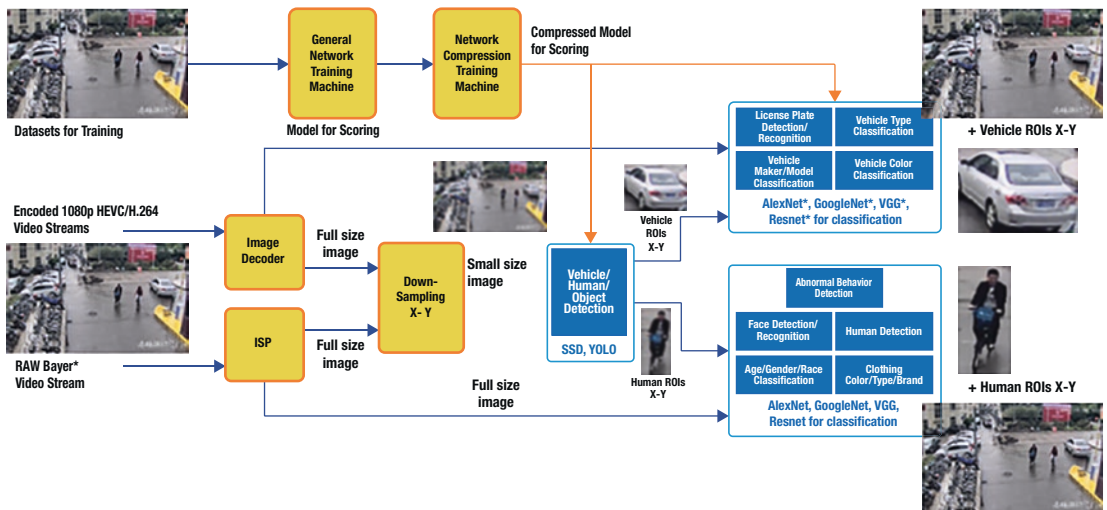 General
Network
Training
Machine
Network
Compression
Training
Machine
Compressed Model
for Scoring
Datasets for Training
Model for Scoring
License Plate
Detection/
Recognition
Vehicle Type
Classification
Vehicle
Maker/Model
Classification
Vehicle Color
Classification
AlexNet*, GoogleNet*, VGG*,
Resnet* for classification
+ Vehicle ROIs X-Y
Encoded 1080p HEVC/H.264
Video Streams
Image
Decoder
Full size
image
Down-
Sampling
X- Y
Small size
image
Vehicle
ROIs
X-Y
Vehicle/
Human/
Object
Detection
SSD, YOLO
Human ROIs
X-Y
ISP
Full size
image
RAW Bayer*
Video Stream
Full size
image
Abnormal Behavior
Detection
Face Detection/
Recognition
Human Detection
Age/Gender/Race
Classification
Clothing
Color/Type/Brand
AlexNet, GoogleNet, VGG,
Resnet for classification
+ Human ROIs X-Y